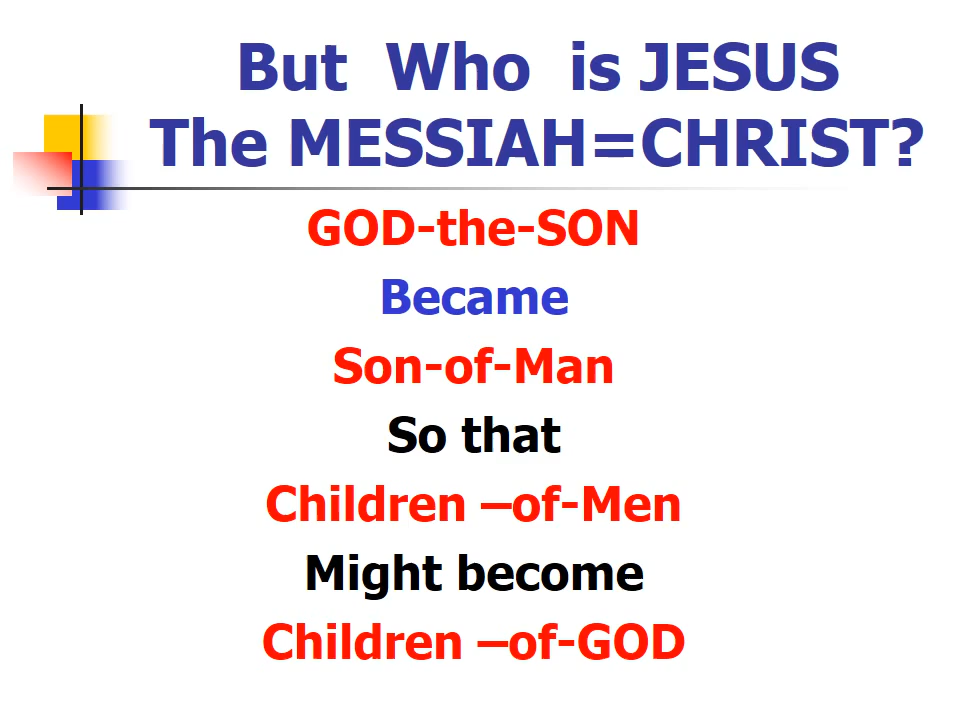 But Who is JESUS
The MESSIAH=CHRIST?
GOD-the-SON
Became
Son-of-Man
So that
Children –of-Men
Might become
Children –of-GOD